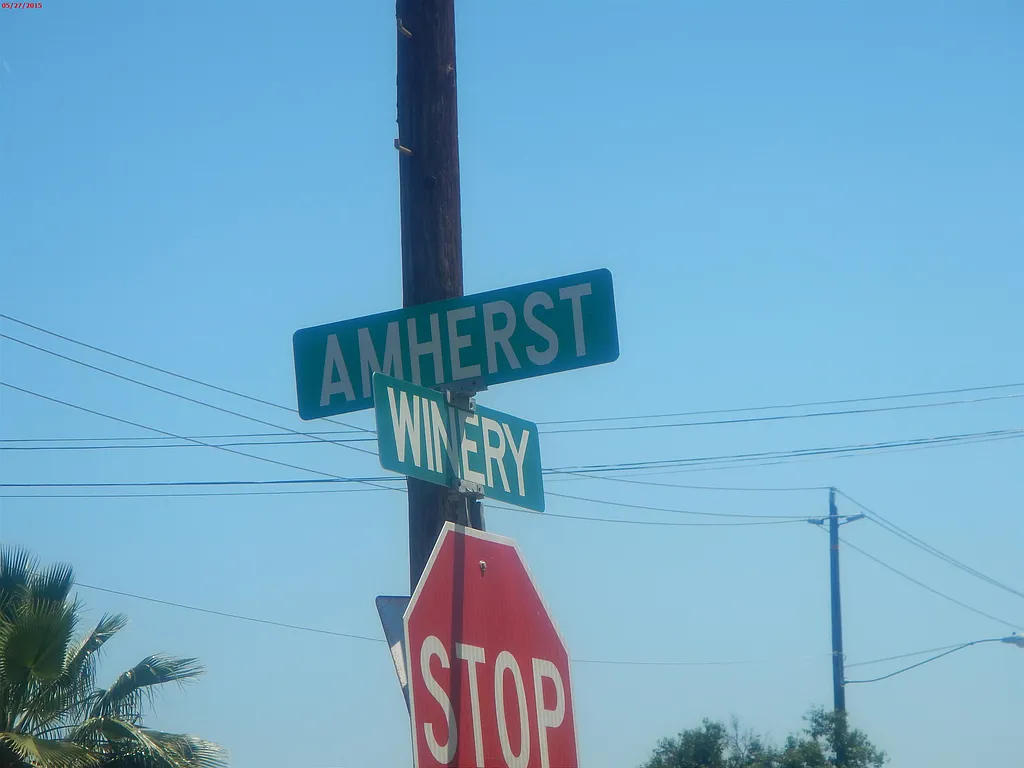 05/27/2015
AMHERST
WINERY
STOP